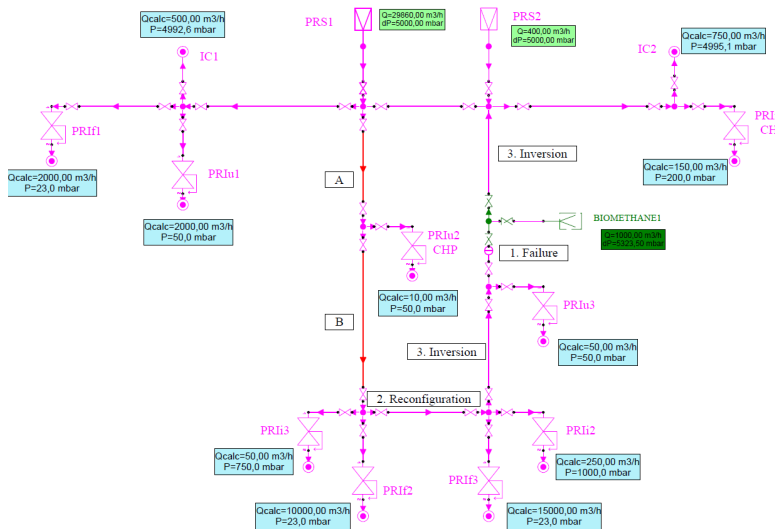 Qcalc=500,00 m3/h
P=4992,6 mbar
PRS1
Q=29860,00 m3/h
dP=5000,00 mbar
PRS2
Q=400,00 m3/h
dP=5000,00 mbar
Qcalc=750,00 m3/h
P=4995,1 mbar
IC1
IC2
PRIf1
PRI
CH
3. Inversion
Qcalc=150,00 m3/h
P=200,0 mbar
Qcalc=2000,00 m3/h
P=23,0 mbar
PRIu1
A
Qcalc=2000,00 m3/h
P=50,0 mbar
BIOMETHANE1
Q=1000,00 m3/h
dP=5323,50 mbar
PRIu2
CHP
1. Failure
Qcalc=10,00 m3/h
P=50,0 mbar
PRIu3
B
3. Inversion
Qcalc=50,00 m3/h
P=50,0 mbar
2. Reconfiguration
PRIi3
PRIi2
Qcalc=50,00 m3/h
P=750,0 mbar
Qcalc=250,00 m3/h
P=1000,0 mbar
PRIf2
PRIf3
Qcalc=10000,00 m3/h
P=23,0 mbar
Qcalc=15000,00 m3/h
P=23,0 mbar